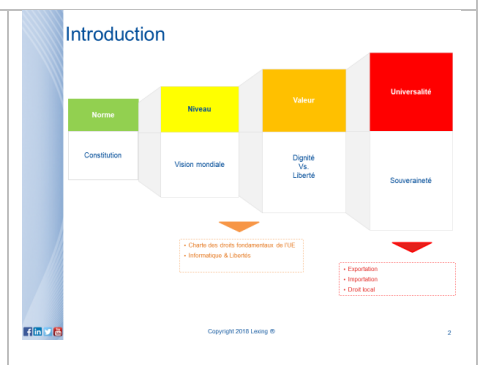 Introduction
Norme
Niveau
Valeur
Universalité
Constitution
Vision mondiale
Dignité
Vs.
Liberté
Souveraineté
• Charte des droits fondamentaux de l'UE
• Informatique & Libertés
• Exportation
• Importation
• Droit local
Copyright 2016 Lexing ®
2